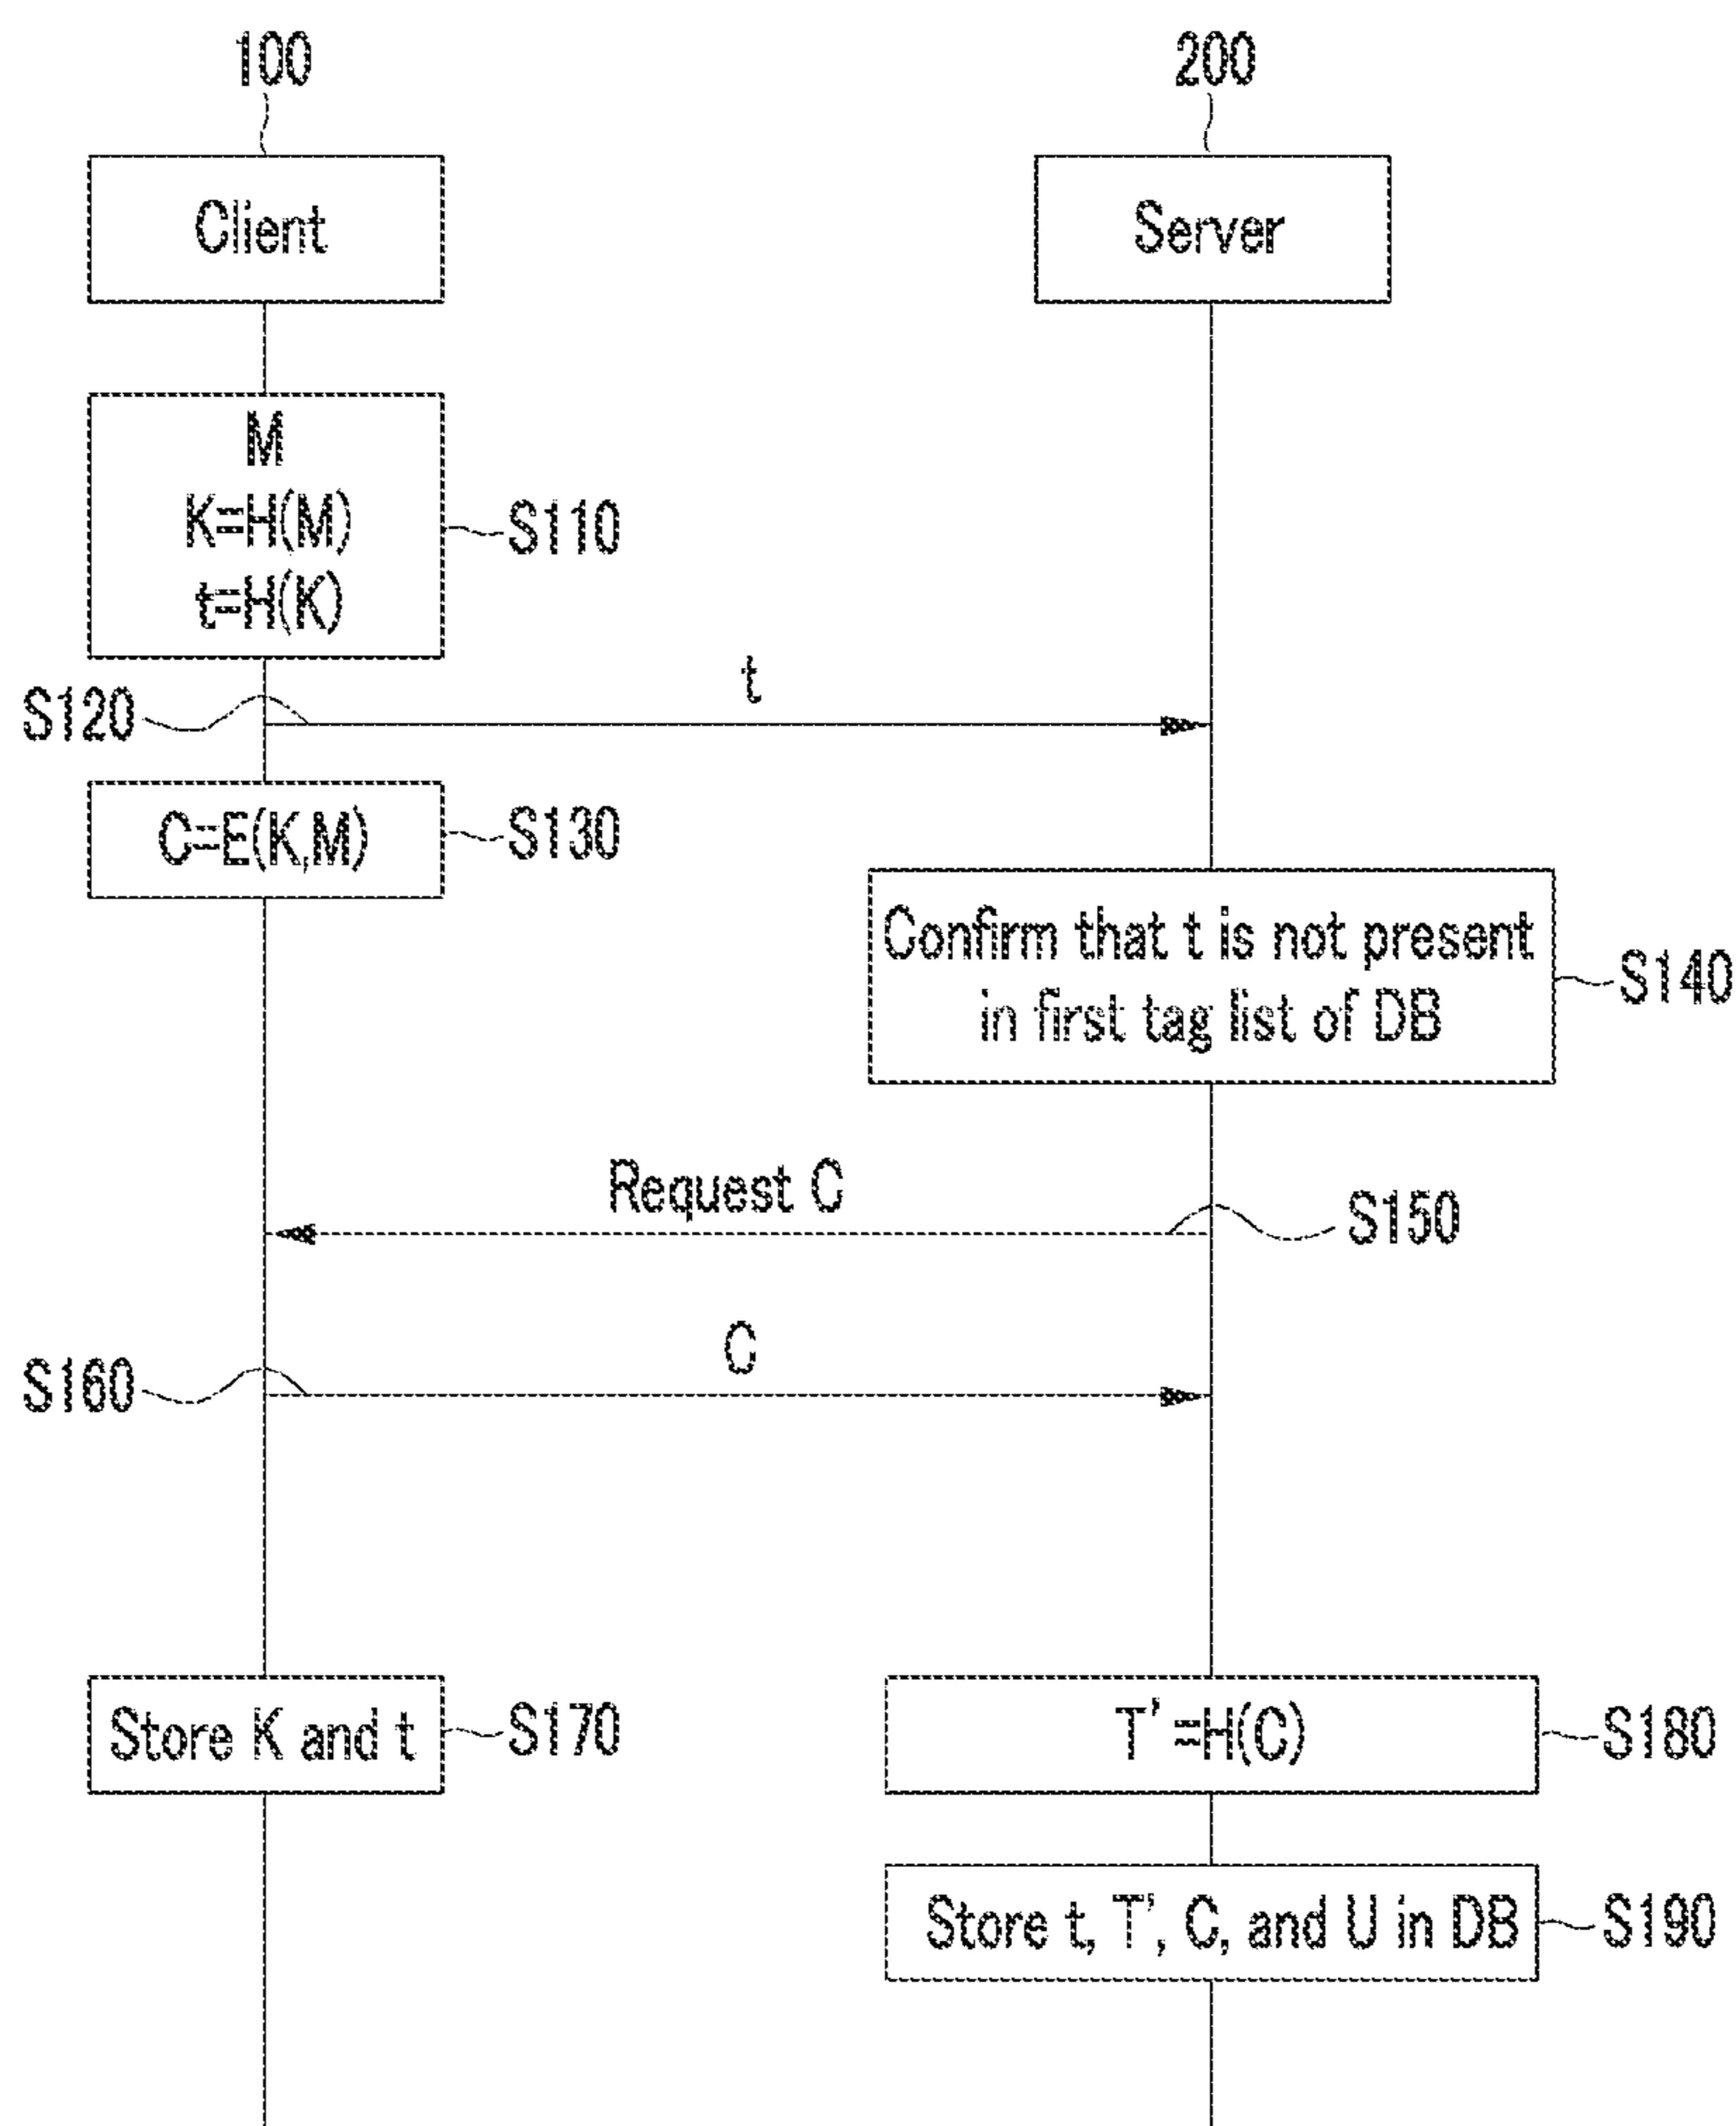 100
200
Client
Server
M
K=H(M)
t=H(K)
S110
t
S120
C=E(K,M)
S130
Confirm that t is not present
in first tag list of DB
S140
Request C
S150
C
S160
Store K and t
S170
T'=H(C)
S180
Store t, T', C, and U in DB
S190